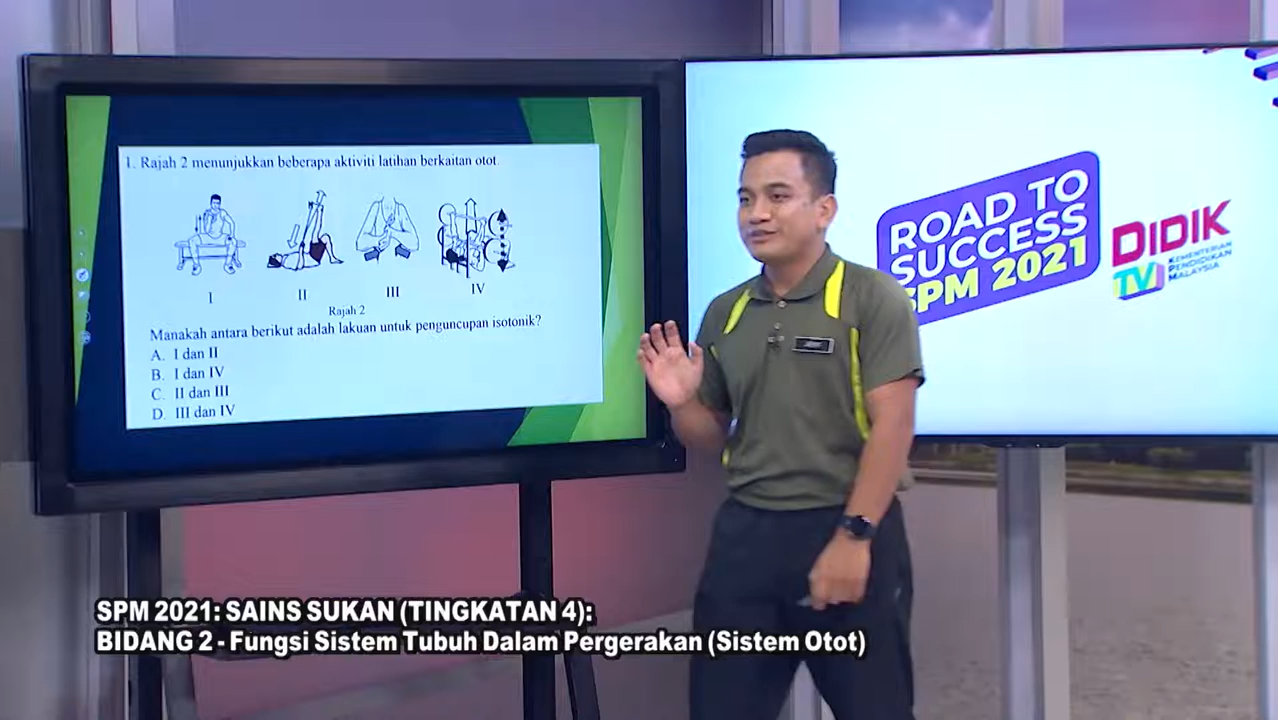 1. Rajah 2 menunjukkan beberapa aktiviti latihan berkaitan otot.
I
II
III
IV
Rajah 2
Manakah antara berikut adalah lakuan untuk penguncupan isotonik?
A. I dan II
B. I dan IV
C. II dan III
D. III dan IV
ROAD TO
SUCCESS
SPM 2021
DIDIK
TV
KEMENTERIAN
PENDIDIKAN
MALAYSIA
SPM 2021: SAINS SUKAN (TINGKATAN 4):
BIDANG 2 - Fungsi Sistem Tubuh Dalam Pergerakan (Sistem Otot)